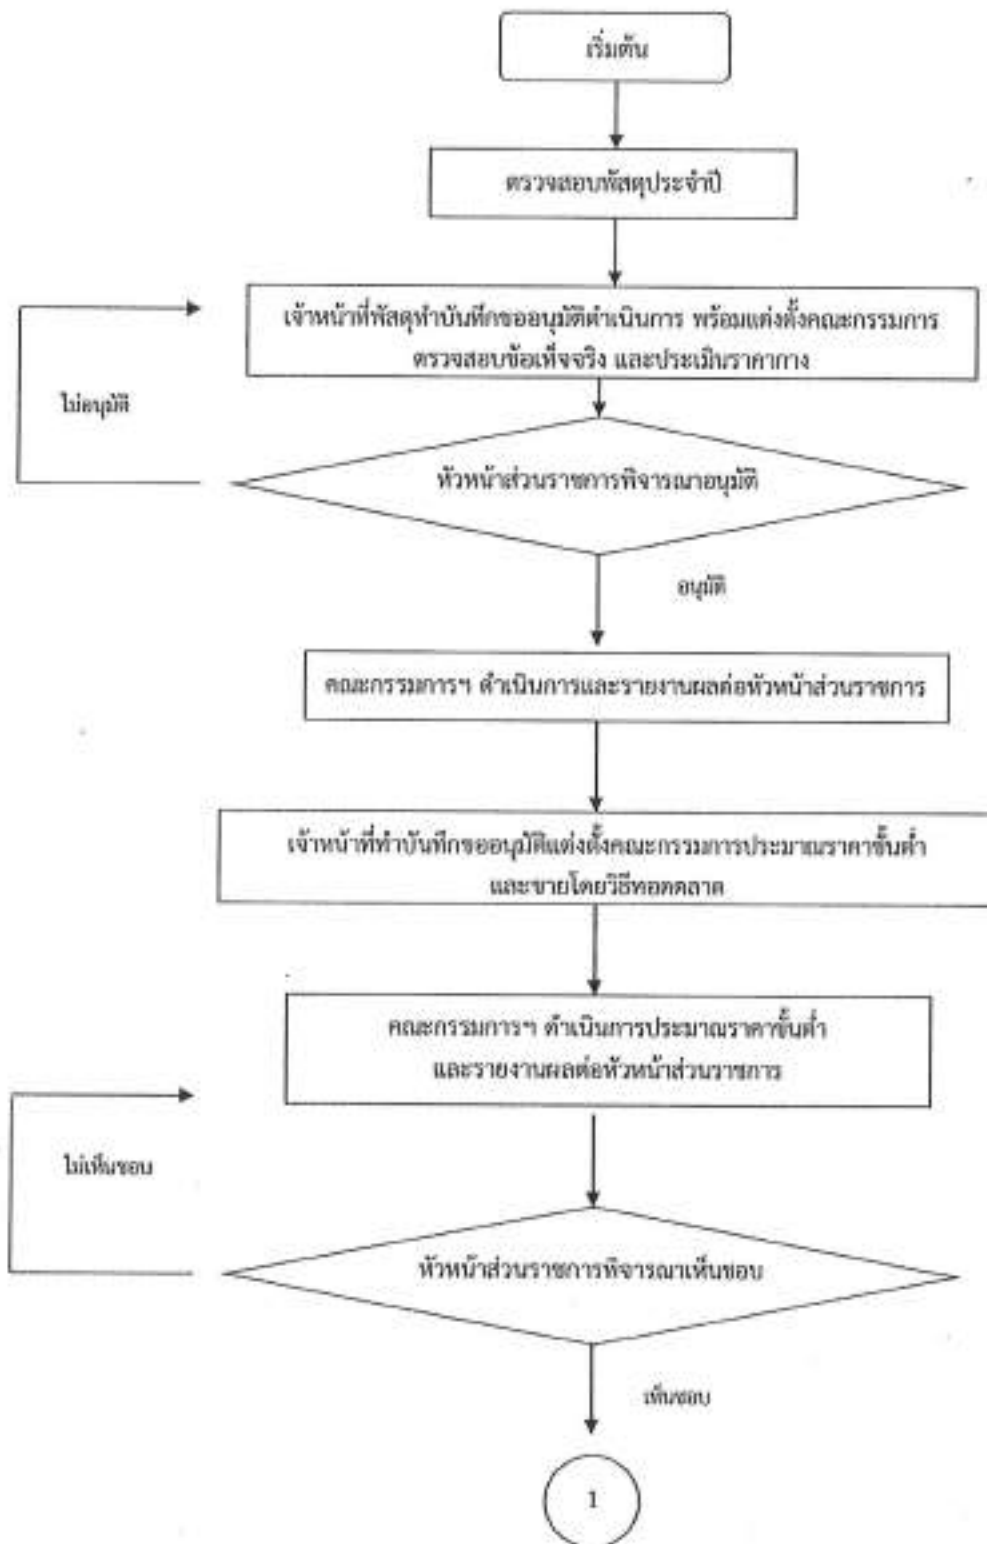 เริ่มต้น
ตรวจสอบพัสดุประจำปี
เจ้าหน้าที่พัสดุทำบันทึกขออนุมัติดำเนินการ พร้อมแต่งตั้งคณะกรรมการ
ตรวจสอบข้อเท็จจริง และประเมินราคากลาง
ไม่อนุมัติ
หัวหน้าส่วนราชการพิจารณาอนุมัติ
อนุมัติ
คณะกรรมการฯ ดำเนินการและรายงานผลต่อหัวหน้าส่วนราชการ
เจ้าหน้าที่ทำบันทึกขออนุมัติแต่งตั้งคณะกรรมการประมาณราคาขั้นต่ำ
และขายโดยวิธีทอดตลาด
คณะกรรมการฯ ดำเนินการประมาณราคาขั้นต่ำ
และรายงานผลต่อหัวหน้าส่วนราชการ
ไม่เห็นชอบ
หัวหน้าส่วนราชการพิจารณาเห็นชอบ
เห็นชอบ
1